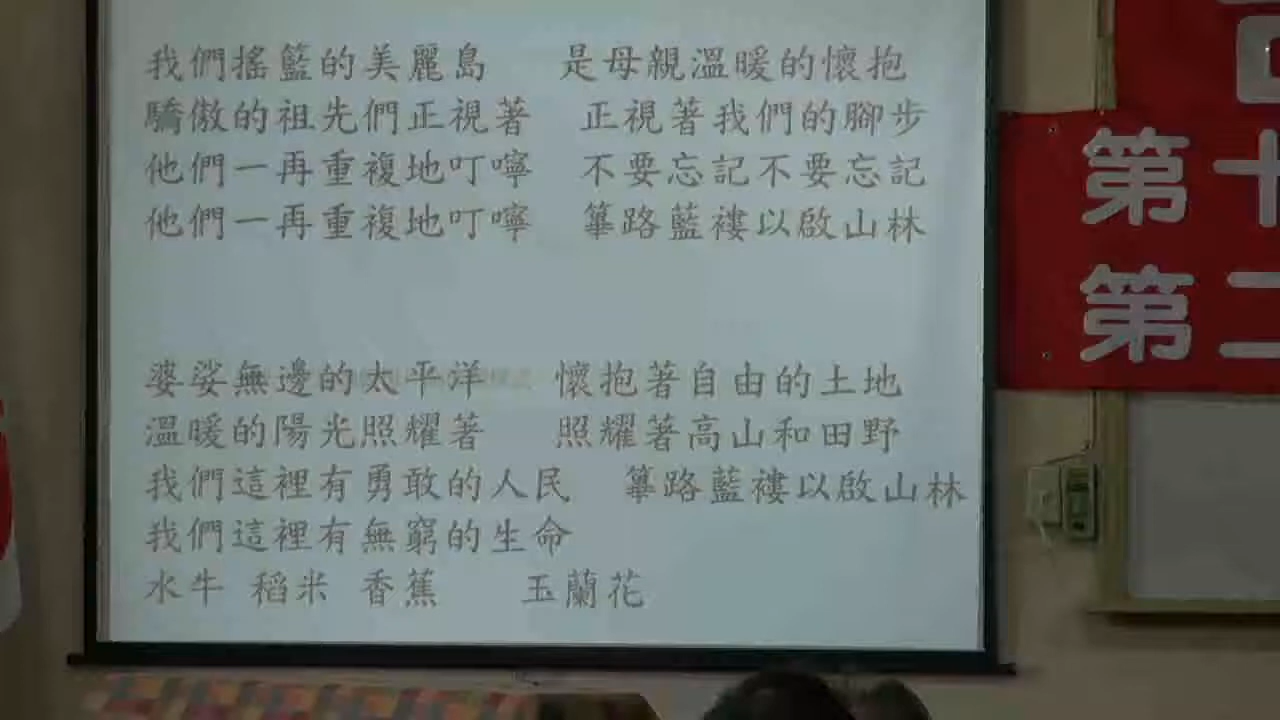 我們搖籃的美麗島 是母親溫暖的懷抱
驕傲的祖先們正視著 正視著我們的腳步
他們一再重複地叮嚀 不要忘記不要忘記
他們一再重複地叮嚀 篳路藍褸以啟山林
婆娑無邊的太平洋 懷抱著自由的土地
溫暖的陽光照耀著 照耀著高山和田野
我們這裡有勇敢的人民 篳路藍褸以啟山林
我們這裡有無窮的生命
水牛 稻米 香蕉 玉蘭花
第十
第二